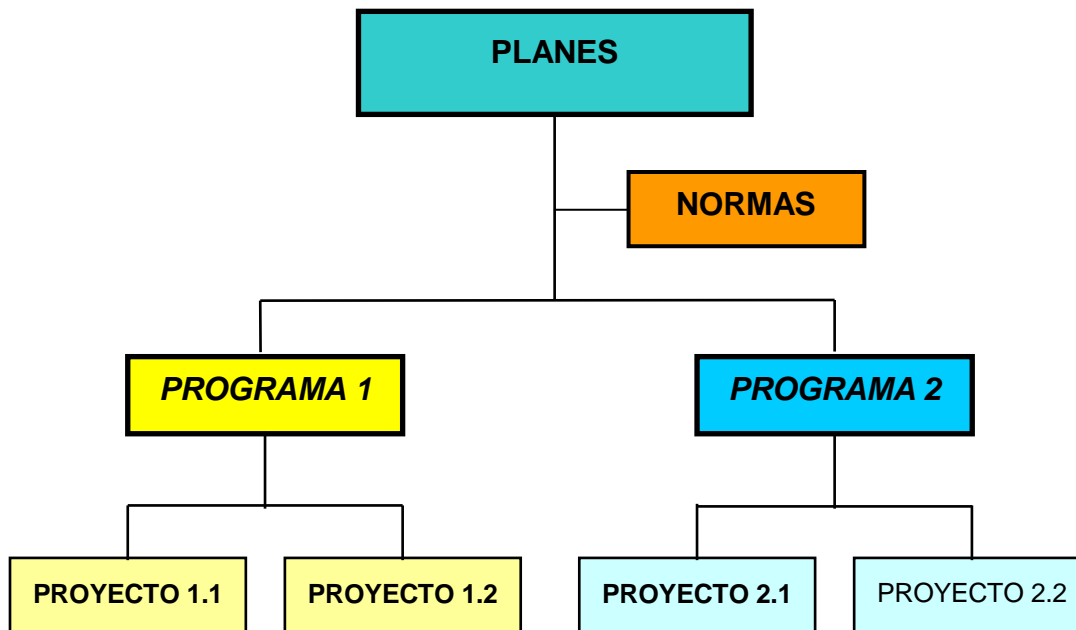 PLANES
NORMAS
PROGRAMA 1
PROGRAMA 2
PROYECTO 1.1
PROYECTO 1.2
PROYECTO 2.1
PROYECTO 2.2